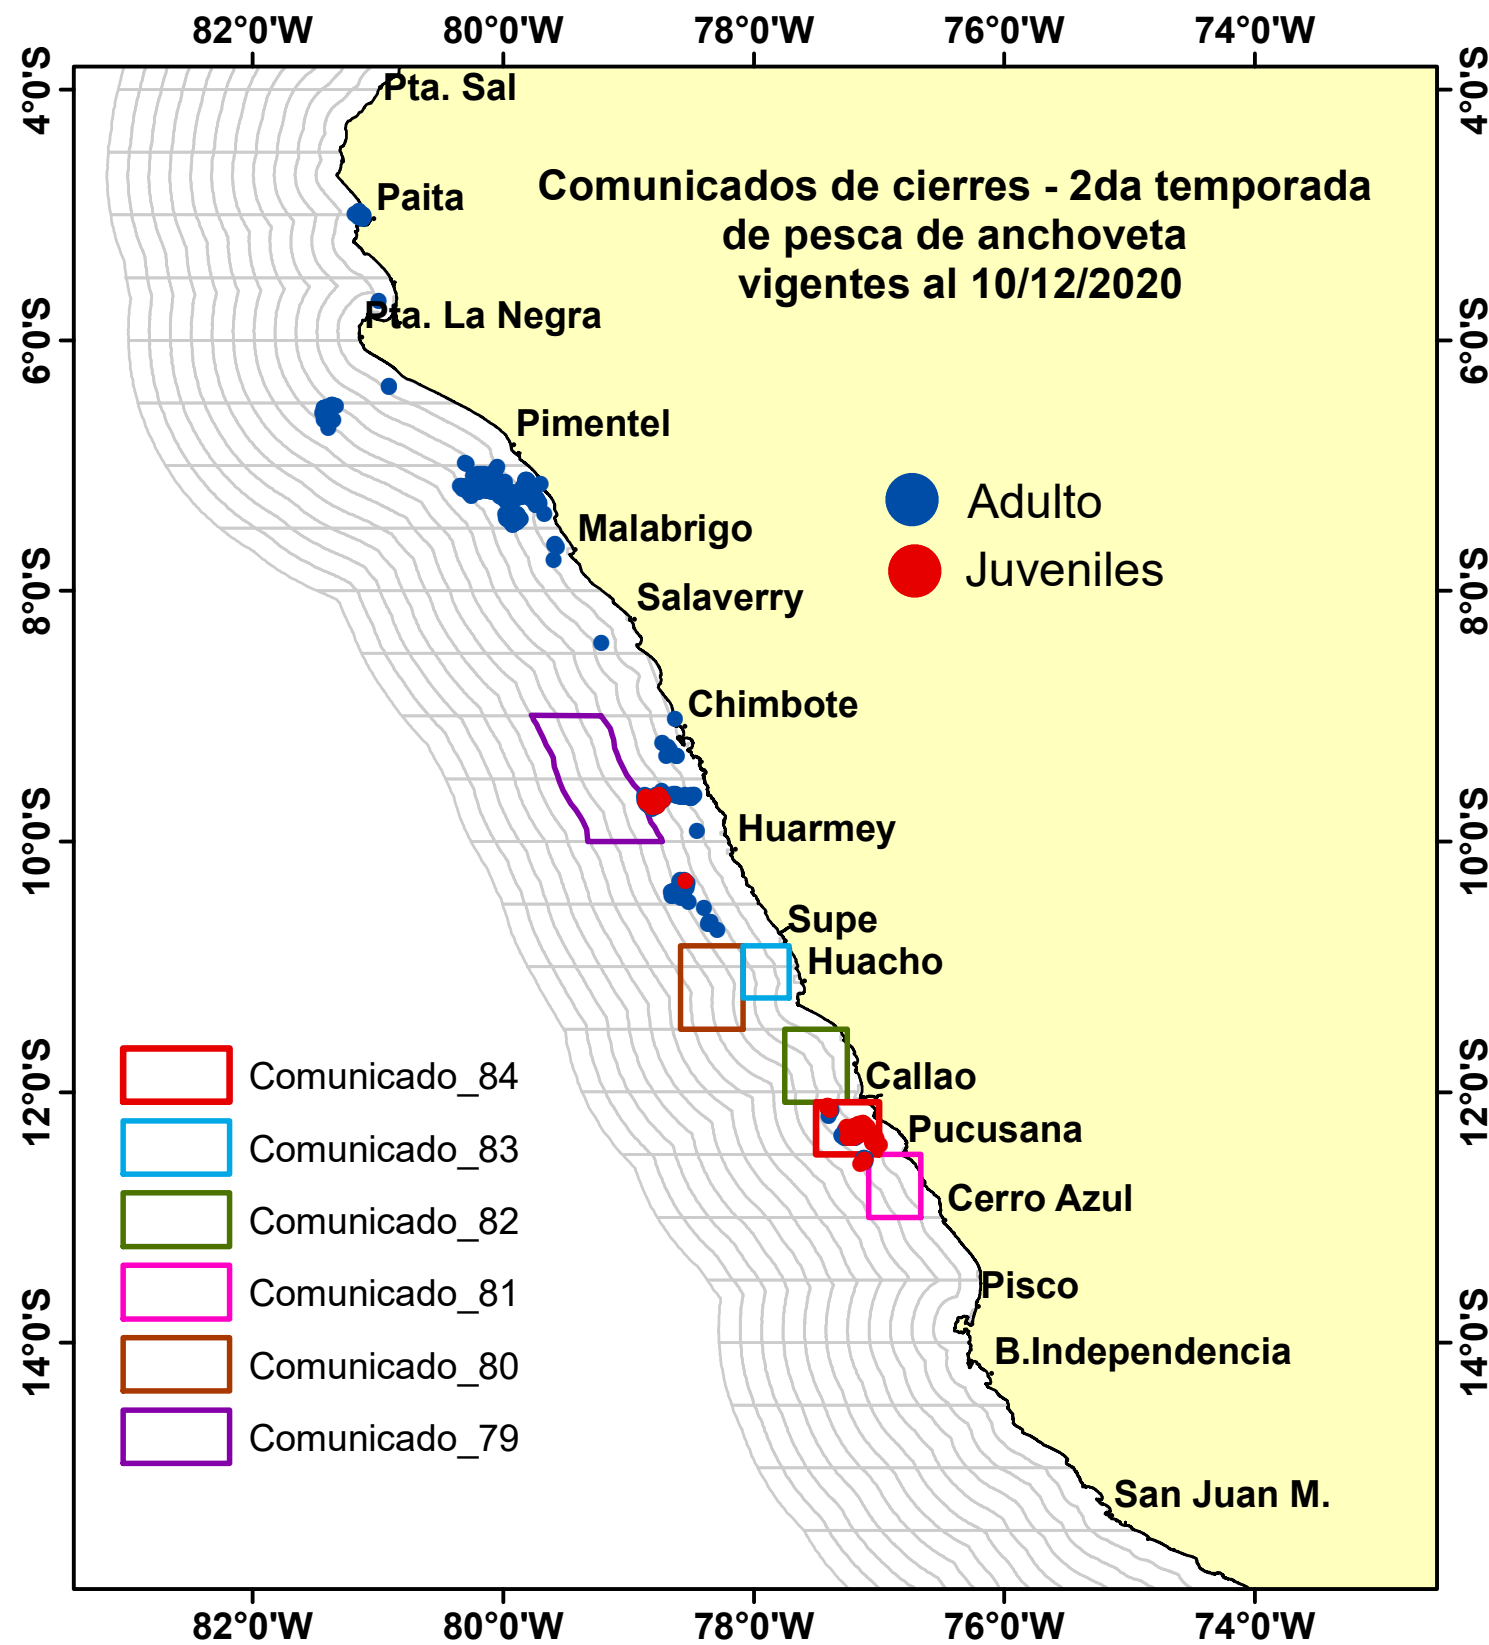 82°0'W 80°0'W 78°0'W 76°0'W 74°0'W
4°0'S
4°0'S
Pta. Sal
Paita
Comunicados de cierres - 2da temporada
de pesca de anchoveta
vigentes al 10/12/2020
Pta. La Negra
6°0'S
6°0'S
Pimentel
Adulto
Malabrigo
Juveniles
8°0'S
8°0'S
Salaverry
Chimbote
10°0'S
10°0'S
Huarmey
Supe
Huacho
Callao
12°0'S
12°0'S
Pucusana
Cerro Azul
Pisco
14°0'S
14°0'S
B.Independencia
San Juan M.
Comunicado_84
Comunicado_83
Comunicado_82
Comunicado_81
Comunicado_80
Comunicado_79
82°0'W 80°0'W 78°0'W 76°0'W 74°0'W